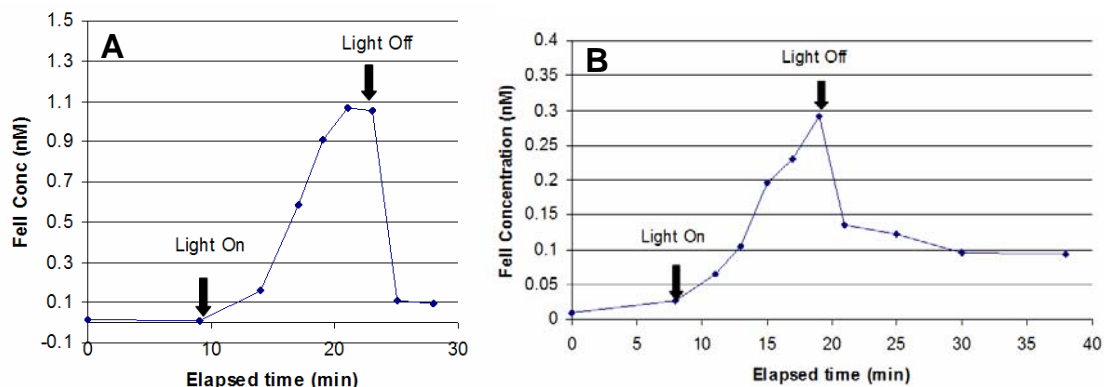 A
Light Off
Light On
FeII Conc (nM)
1.5
1.3
1.1
0.9
0.7
0.5
0.3
0.1
-0.1
0 10 20 30
Elapsed time (min)
B
Light Off
Light On
FeII Concentration (nM)
0.4
0.35
0.3
0.25
0.2
0.15
0.1
0.05
0
0 5 10 15 20 25 30 35 40
Elapsed time (min)